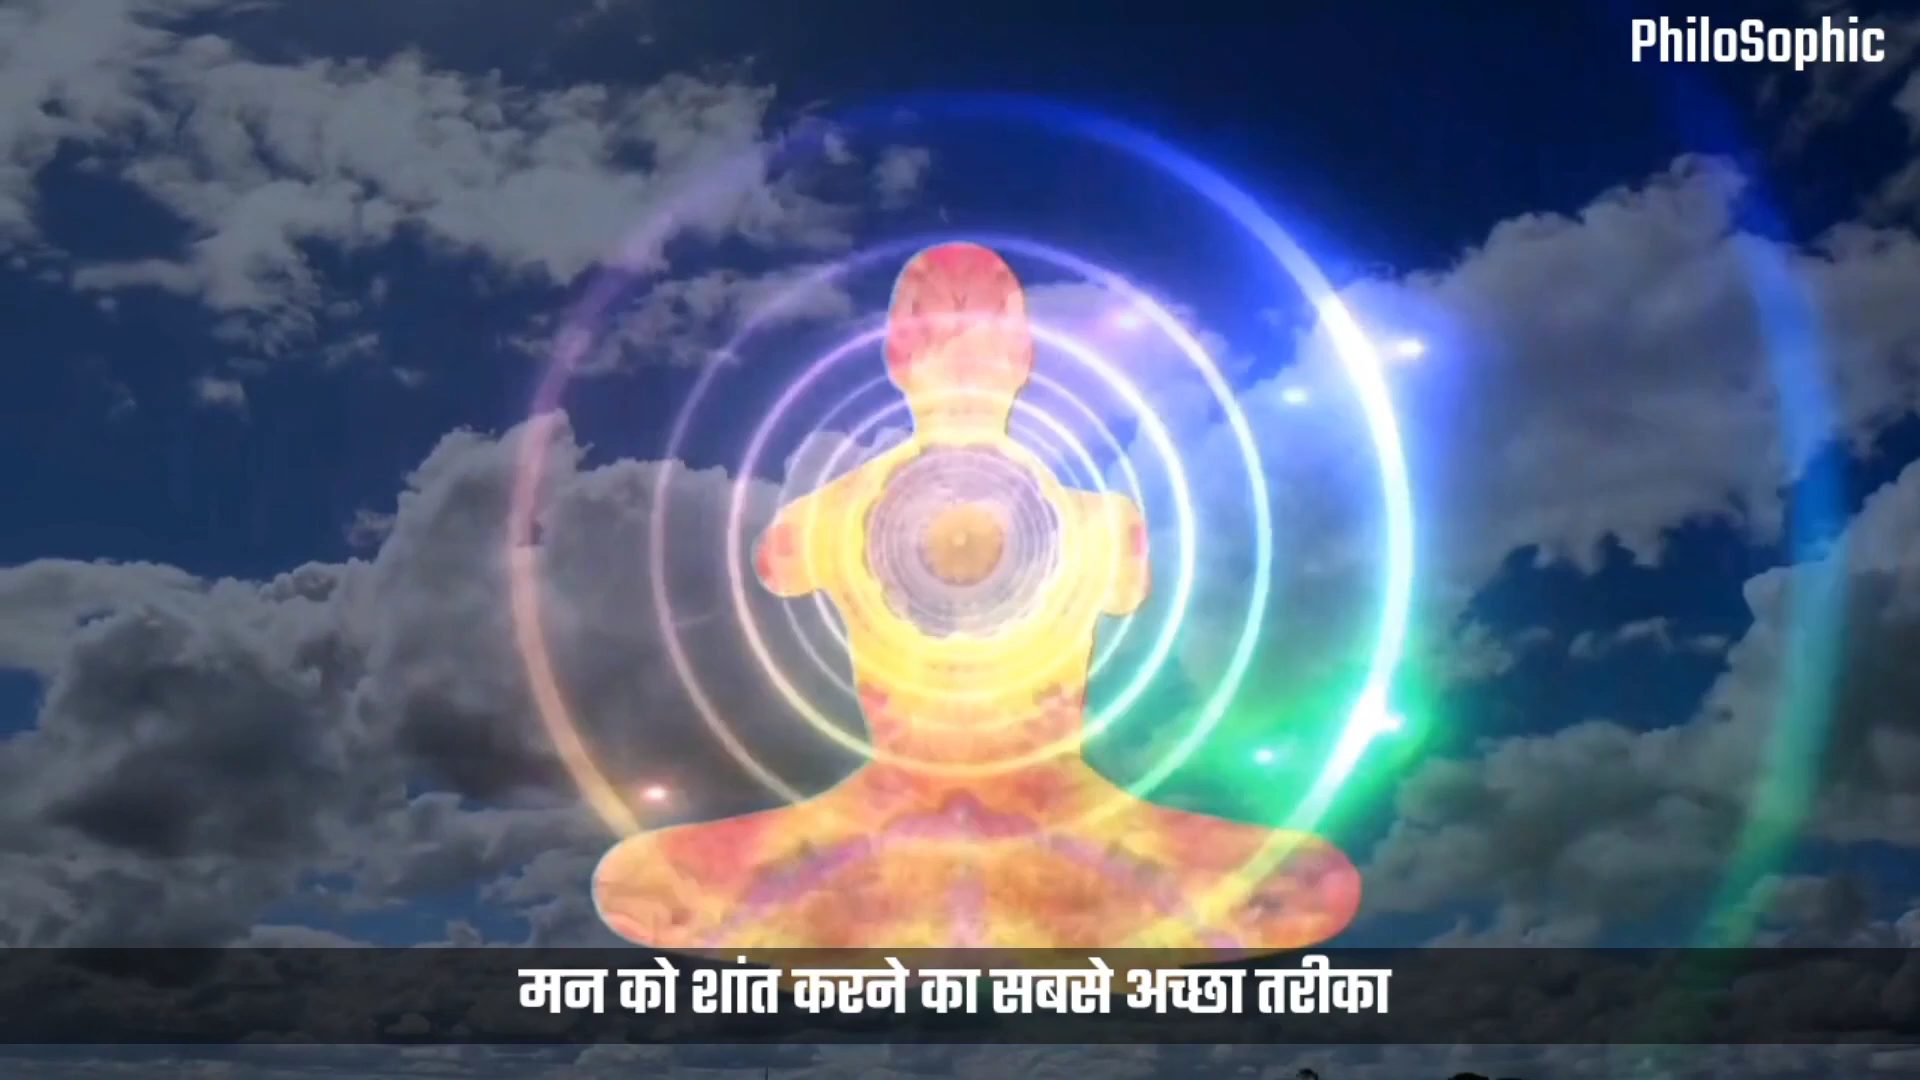 PhiloSophic
मन को शांत करने का सबसे अच्छा तरीका